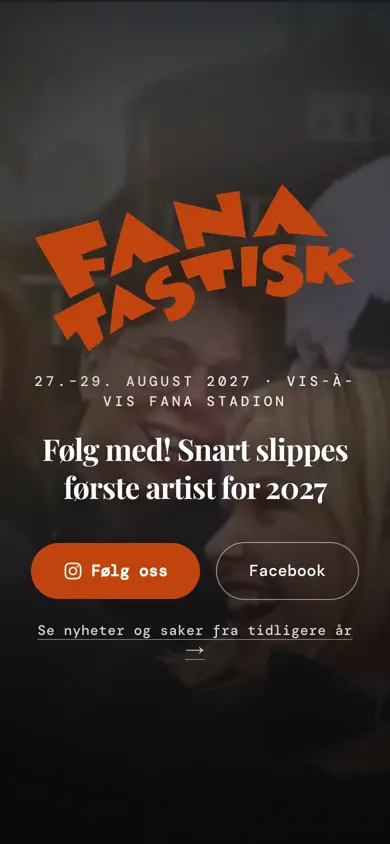 FANA
TASTISK
27.–29. AUGUST 2027 · VIS-À-
VIS FANA STADION
Følg med! Snart slippes
første artist for 2027
Følg oss
Facebook
Se nyheter og saker fra tidligere år
→